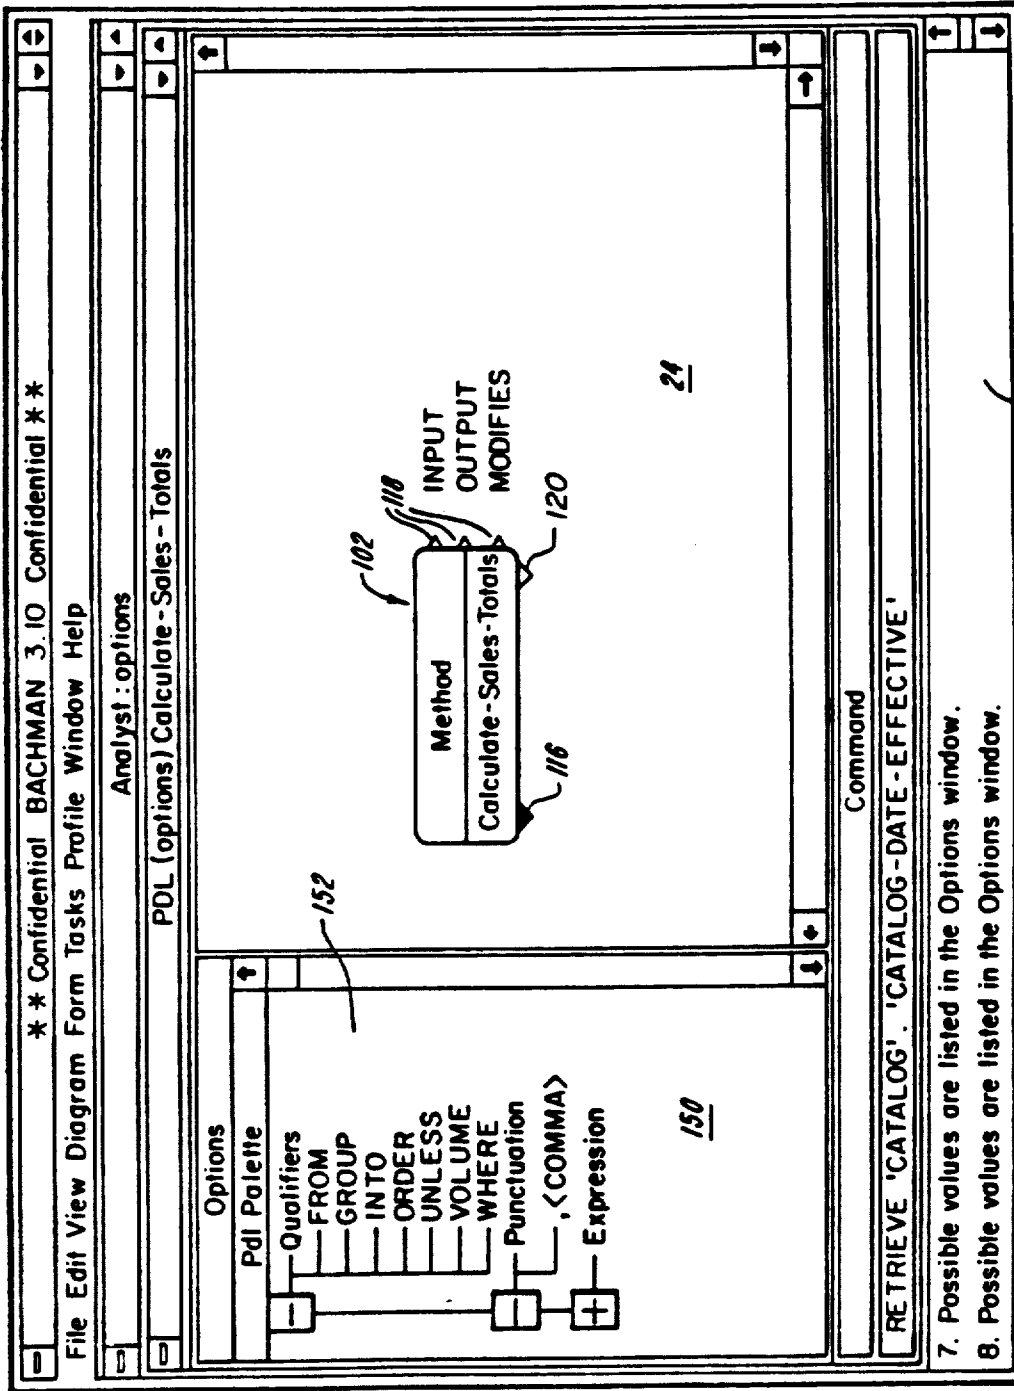 * * Confidential BACHMAN 3.10 Confidential * *
File Edit View Diagram Form Tasks Profile Window Help
Analyst : options
PDL (options) Calculate-Sales-Totals
Options
Pdl Palette
Qualifiers
FROM
GROUP
INTO
ORDER
UNLESS
VOLUME
WHERE
Punctuation
, <COMMA>
Expression
152
150
102
118
Method
Calculate-Sales-Totals
INPUT
OUTPUT
MODIFIES
116
120
24
Command
RETRIEVE 'CATALOG'. 'CATALOG-DATE-EFFECTIVE'
7. Possible values are listed in the Options window.
8. Possible values are listed in the Options window.